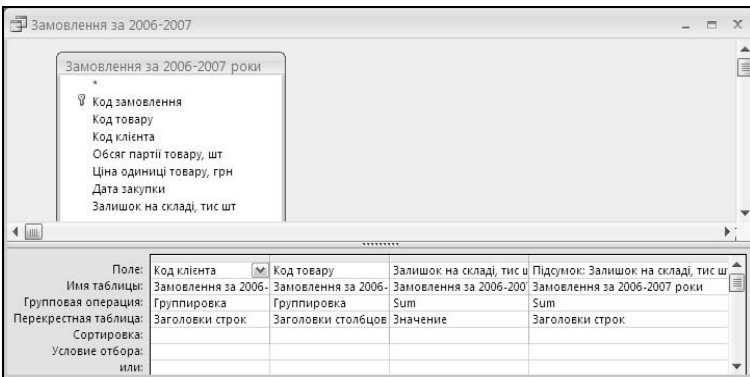 Замовлення за 2006-2007
Замовлення за 2006-2007 роки
*
Код замовлення
Код товару
Код клієнта
Обсяг партії товару, шт
Ціна одиниці товару, грн
Дата закупки
Залишок на складі, тис шт
Поле: Код клієнта Код товару Залишок на складі, тис ш Підсумок: Залишок на складі, тис шт
Имя таблицы: Замовлення за 2006- Замовлення за 2006- Замовлення за 2006-200 Замовлення за 2006-2007 роки
Групповая операция: Группировка Группировка Sum Sum
Перекрестная таблица: Заголовки строк Заголовки столбцов Значение Заголовки строк
Сортировка:
Условие отбора:
или: